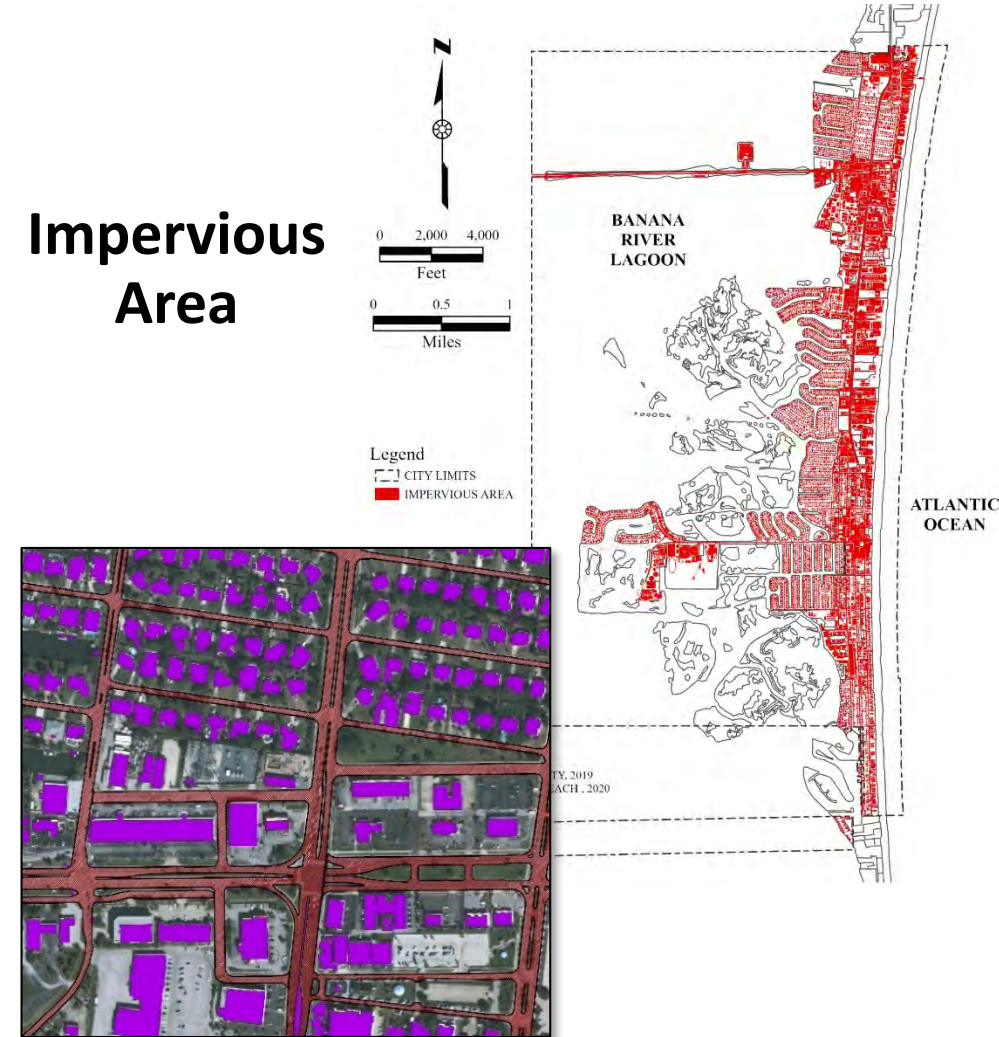 Impervious
Area
N
0 2,000 4,000
Feet
0 0.5 1
Miles
BANANA
RIVER
LAGOON
Legend
CITY LIMITS
IMPERVIOUS AREA
ATLANTIC
OCEAN
TY, 2019
EACH , 2020